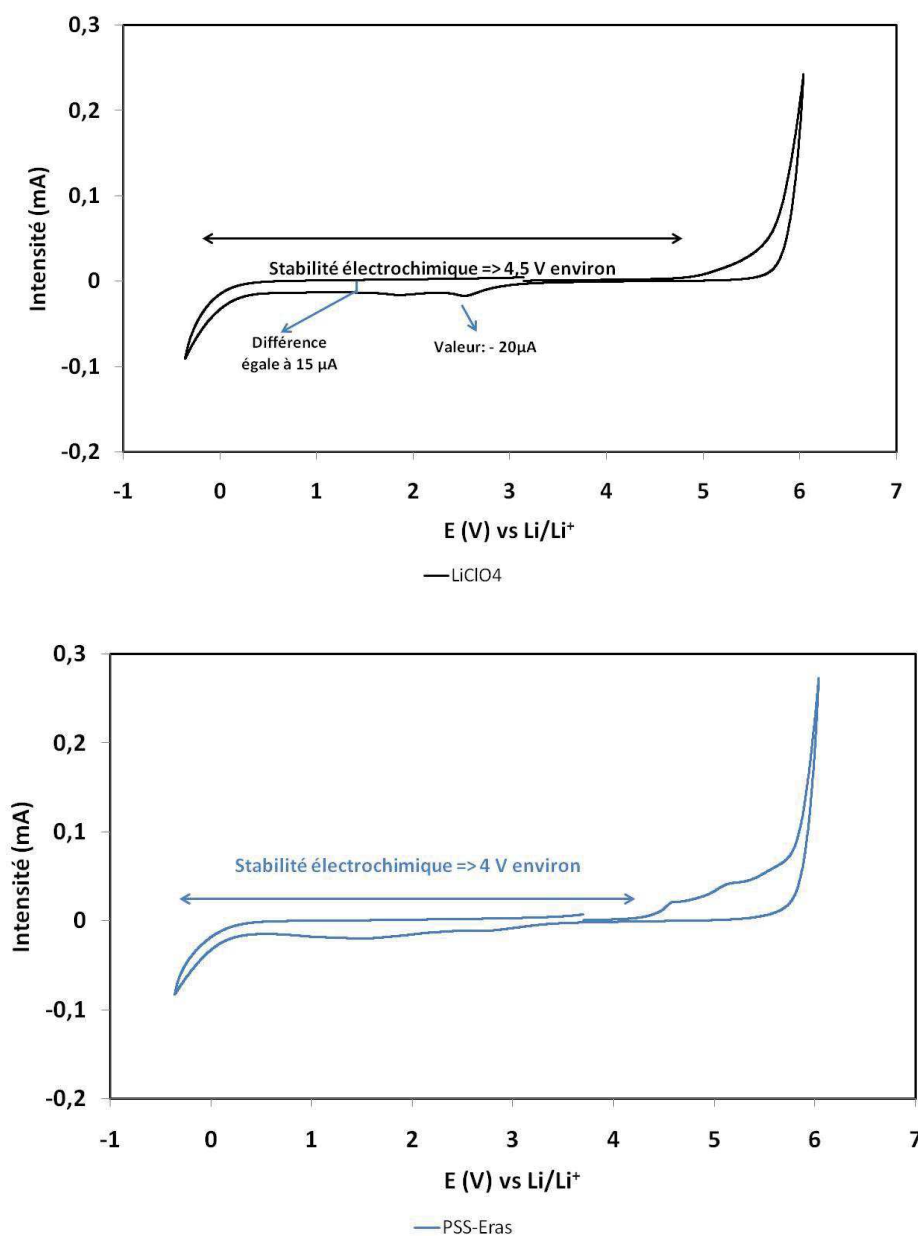 0,3
0,2
0,1
0
-0,1
-0,2
Intensité (mA)
Stabilité électrochimique => 4,5 V environ
Différence
égale à 15 µA
Valeur: - 20µA
-1 0 1 2 3 4 5 6 7
E (V) vs Li/Li⁺
LiClO4
0,3
0,2
0,1
0
-0,1
-0,2
Intensité (mA)
Stabilité électrochimique => 4 V environ
-1 0 1 2 3 4 5 6 7
E (V) vs Li/Li⁺
PSS-Eras